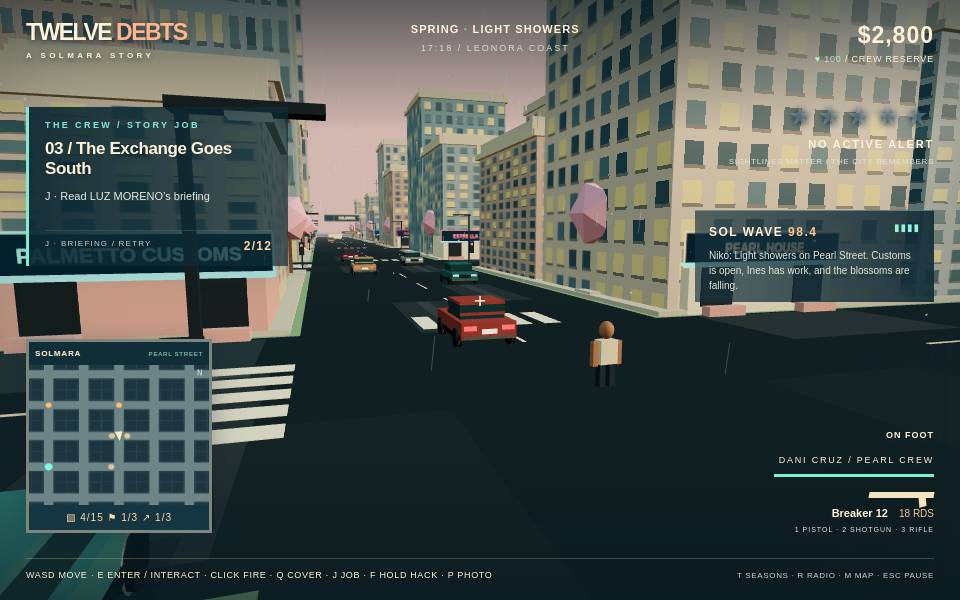 TWELVE DEBTS
A SOLMARA STORY
SPRING · LIGHT SHOWERS
17:18 / LEONORA COAST
$2,800
♥ 100 / CREW RESERVE
THE CREW / STORY JOB
03 / The Exchange Goes
South
J · Read LUZ MORENO's briefing
J · BRIEFING / RETRY
2/12
PALMETTO CUSTOMS
NO ACTIVE ALERT
SIGHTLINES MATTER / THE CITY REMEMBERS
SOL WAVE 98.4
PEARL HOUSE
Niko: Light showers on Pearl Street. Customs
is open, Ines has work, and the blossoms are
falling.
SOLMARA
PEARL STREET
N
4/15 1/3 ↗ 1/3
ON FOOT
DANI CRUZ / PEARL CREW
Breaker 12 18 RDS
1 PISTOL · 2 SHOTGUN · 3 RIFLE
WASD MOVE · E ENTER / INTERACT · CLICK FIRE · Q COVER · J JOB · F HOLD HACK · P PHOTO
T SEASONS · R RADIO · M MAP · ESC PAUSE